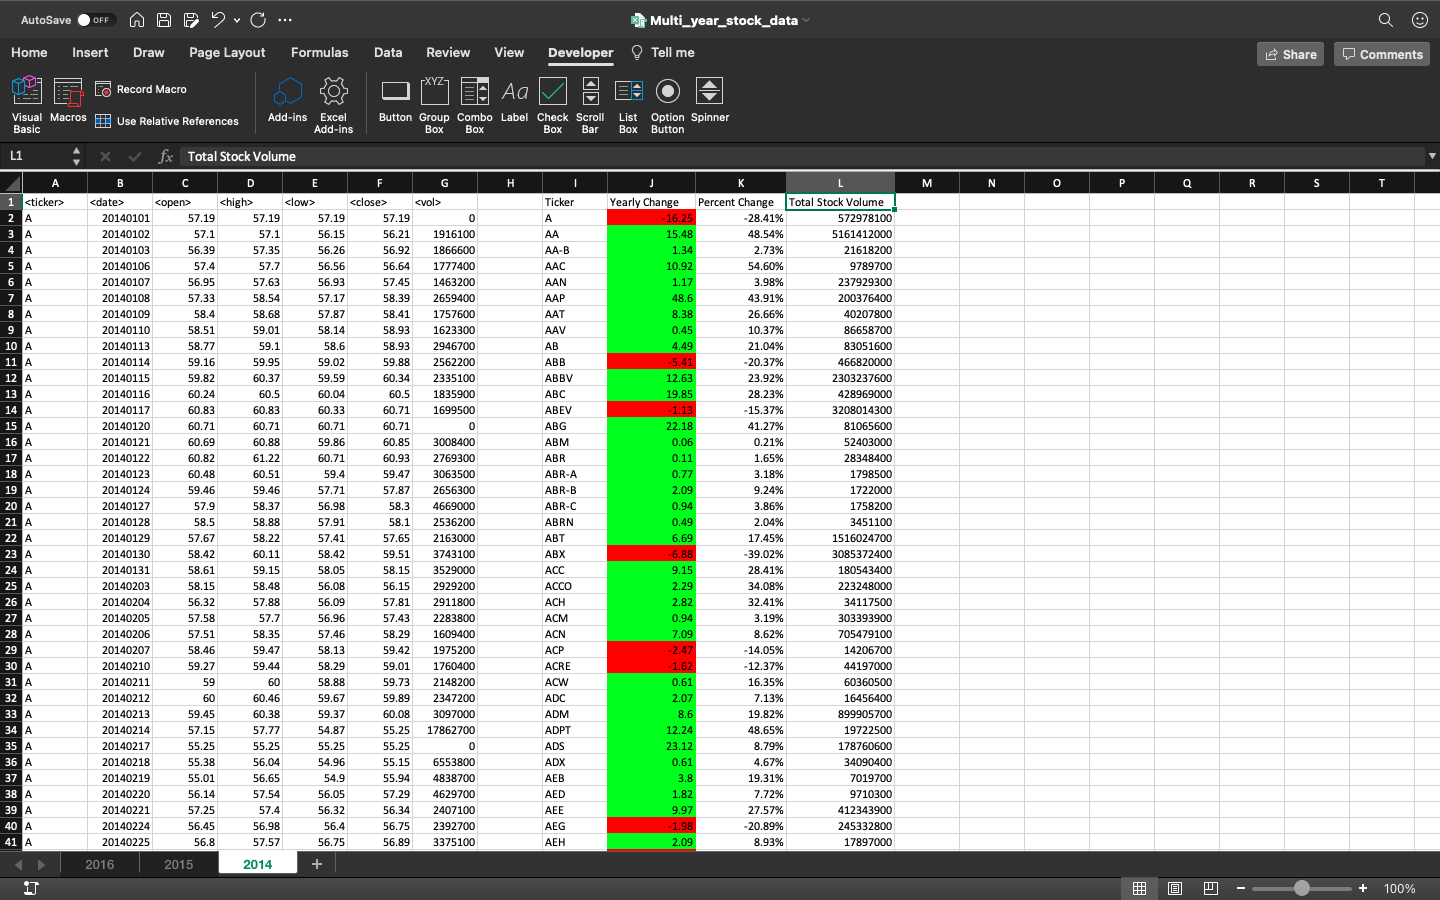 AutoSave OFF Multi_year_stock_data
Home Insert Draw Page Layout Formulas Data Review View Developer Tell me Share Comments
Visual Basic Macros Record Macro Use Relative References Add-ins Excel Add-ins Button Group Box Combo Box Label Check Box Scroll Bar List Box Option Button Spinner
L1 fx Total Stock Volume
A B C D E F G H I J K L M N O P Q R S T
1 <ticker> <date> <open> <high> <low> <close> <vol> Ticker Yearly Change Percent Change Total Stock Volume
2 A 20140101 57.19 57.19 57.19 57.19 0 A -16.25 -28.41% 572978100
3 A 20140102 57.1 57.1 56.15 56.21 1916100 AA 15.48 48.54% 5161412000
4 A 20140103 56.39 57.35 56.26 56.92 1866600 AA-B 1.34 2.73% 21618200
5 A 20140106 57.4 57.7 56.56 56.64 1777400 AAC 10.92 54.60% 9789700
6 A 20140107 56.95 57.63 56.93 57.45 1463200 AAN 1.17 3.98% 237929300
7 A 20140108 57.33 58.54 57.17 58.39 2659400 AAP 48.6 43.91% 200376400
8 A 20140109 58.4 58.68 57.87 58.41 1757600 AAT 8.38 26.66% 40207800
9 A 20140110 58.51 59.01 58.14 58.93 1623300 AAV 0.45 10.37% 86658700
10 A 20140113 58.77 59.1 58.6 58.93 2946700 AB 4.49 21.04% 83051600
11 A 20140114 59.16 59.95 59.02 59.88 2562200 ABB -5.41 -20.37% 466820000
12 A 20140115 59.82 60.37 59.59 60.34 2335100 ABBV 12.63 23.92% 2303237600
13 A 20140116 60.24 60.5 60.04 60.5 1835900 ABC 19.85 28.23% 428969000
14 A 20140117 60.83 60.83 60.33 60.71 1699500 ABEV -1.13 -15.37% 3208014300
15 A 20140120 60.71 60.71 60.71 60.71 0 ABG 22.18 41.27% 81065600
16 A 20140121 60.69 60.88 59.86 60.85 3008400 ABM 0.06 0.21% 52403000
17 A 20140122 60.82 61.22 60.71 60.93 2769300 ABR 0.11 1.65% 28348400
18 A 20140123 60.48 60.51 59.4 59.47 3063500 ABR-A 0.77 3.18% 1798500
19 A 20140124 59.46 59.46 57.71 57.87 2656300 ABR-B 2.09 9.24% 1722000
20 A 20140127 57.9 58.37 56.98 58.3 4669000 ABR-C 0.94 3.86% 1758200
21 A 20140128 58.5 58.88 57.91 58.1 2536200 ABRN 0.49 2.04% 3451100
22 A 20140129 57.67 58.22 57.41 57.65 2163000 ABT 6.69 17.45% 1516024700
23 A 20140130 58.42 60.11 58.42 59.51 3743100 ABX -6.88 -39.02% 3085372400
24 A 20140131 58.61 59.15 58.05 58.15 3529000 ACC 9.15 28.41% 180543400
25 A 20140203 58.15 58.48 56.08 56.15 2929200 ACCO 2.29 34.08% 223248000
26 A 20140204 56.32 57.88 56.09 57.81 2911800 ACH 2.82 32.41% 34117500
27 A 20140205 57.58 57.7 56.96 57.43 2283800 ACM 0.94 3.19% 303393900
28 A 20140206 57.51 58.35 57.46 58.29 1609400 ACN 7.09 8.62% 705479100
29 A 20140207 58.46 59.47 58.13 59.42 1975200 ACP -2.47 -14.05% 14206700
30 A 20140210 59.27 59.44 58.29 59.01 1760400 ACRE -1.62 -12.37% 44197000
31 A 20140211 59 60 58.88 59.73 2148200 ACW 0.61 16.35% 60360500
32 A 20140212 60 60.46 59.67 59.89 2347200 ADC 2.07 7.13% 16456400
33 A 20140213 59.45 60.38 59.37 60.08 3097000 ADM 8.6 19.82% 899905700
34 A 20140214 57.15 57.77 54.87 55.25 17862700 ADPT 12.24 48.65% 19722500
35 A 20140217 55.25 55.25 55.25 55.25 0 ADS 23.12 8.79% 178760600
36 A 20140218 55.38 56.04 54.96 55.15 6553800 ADX 0.61 4.67% 34090400
37 A 20140219 55.01 56.65 54.9 55.94 4838700 AEB 3.8 19.31% 7019700
38 A 20140220 56.14 57.54 56.05 57.29 4629700 AED 1.82 7.72% 9710300
39 A 20140221 57.25 57.4 56.32 56.34 2407100 AEE 9.97 27.57% 412343900
40 A 20140224 56.45 56.98 56.4 56.75 2392700 AEG -1.98 -20.89% 245332800
41 A 20140225 56.8 57.57 56.75 56.89 3375100 AEH 2.09 8.93% 17897000
2016 2015 2014 +
100%